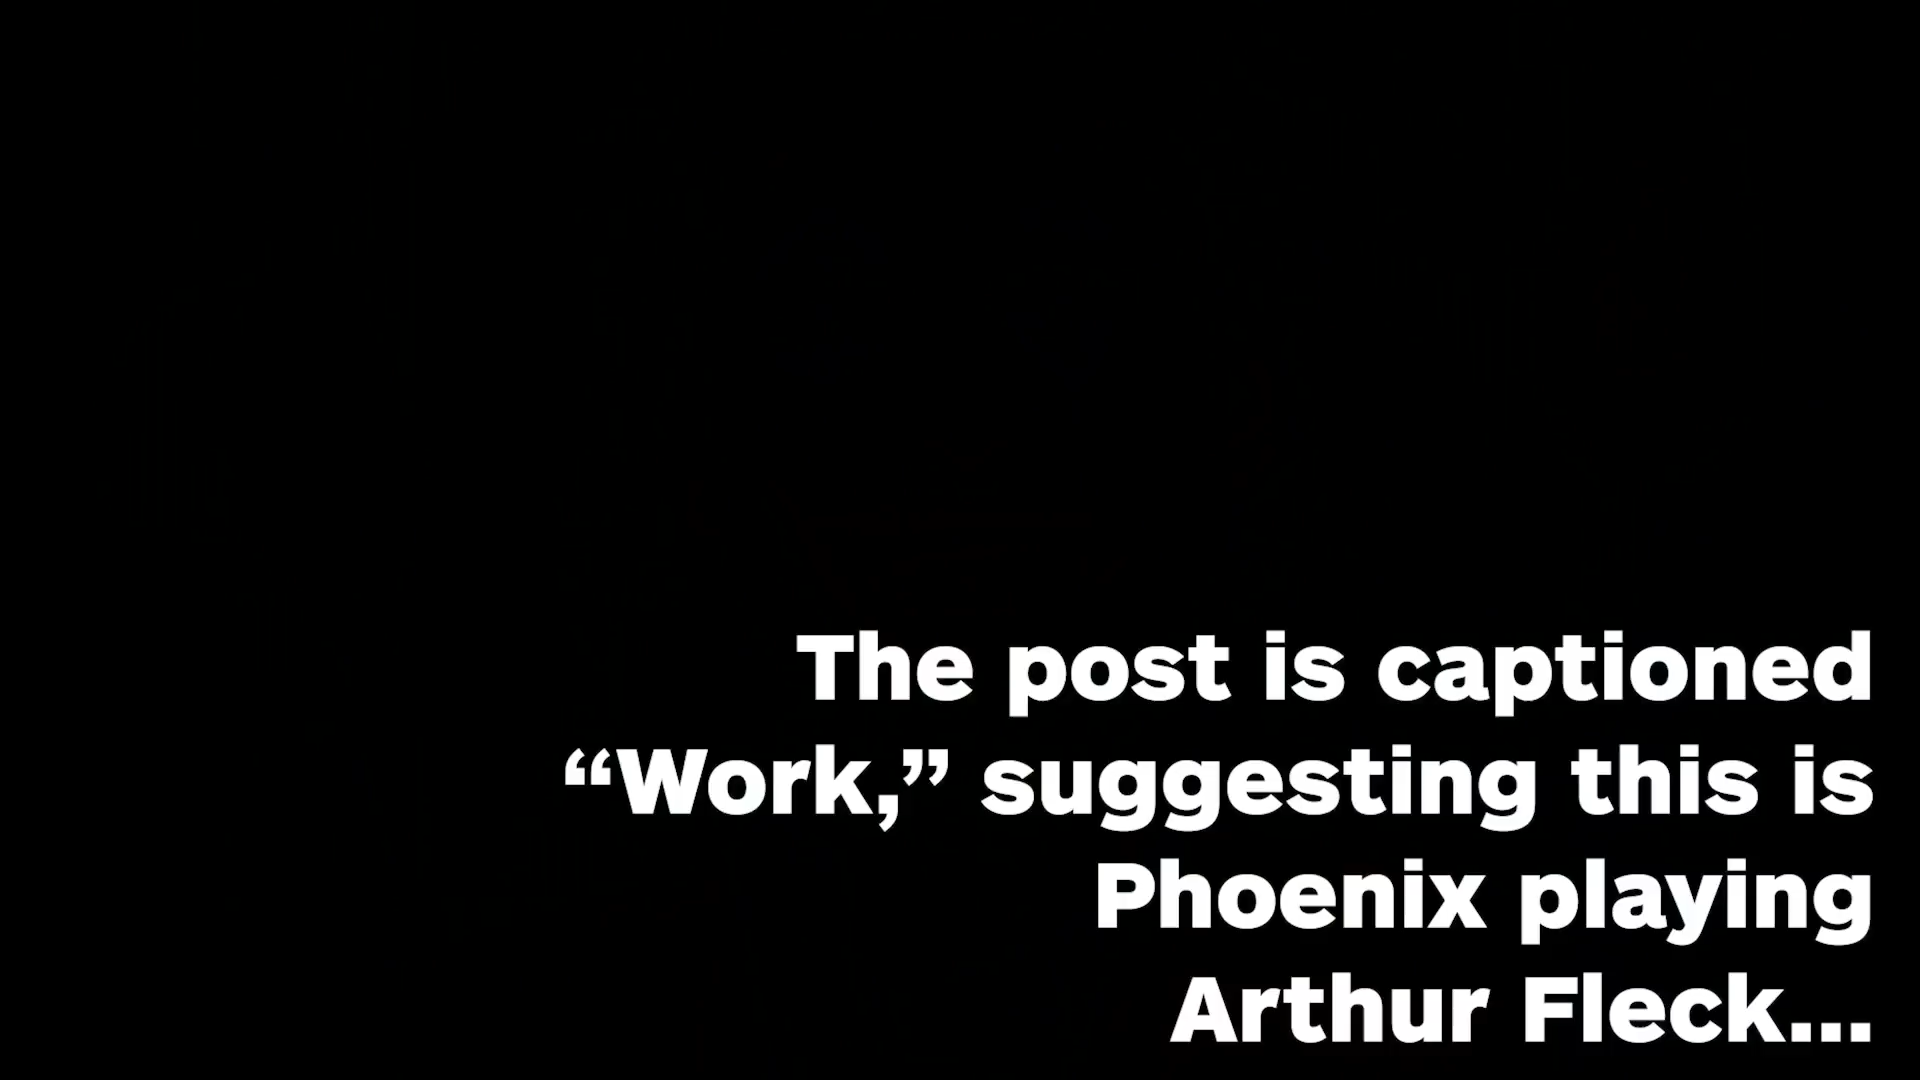 The post is captioned
“Work,” suggesting this is
Phoenix playing
Arthur Fleck...